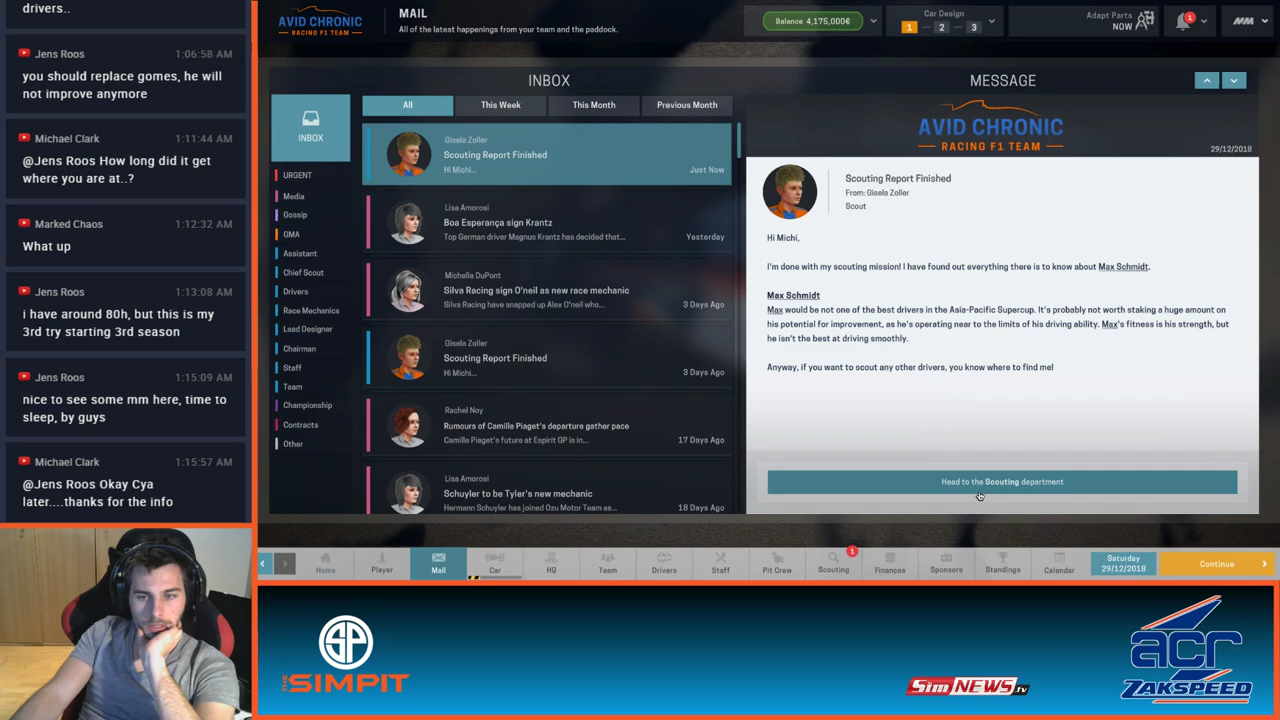 drivers..
Jens Roos 1:06:58 AM
you should replace gomes, he will
not improve anymore
Michael Clark 1:11:44 AM
@Jens Roos How long did it get
where you are at..?
Marked Chaos 1:12:32 AM
What up
Jens Roos 1:13:08 AM
i have around 80h, but this is my
3rd try starting 3rd season
Jens Roos 1:15:09 AM
nice to see some mm here, time to
sleep, by guys
Michael Clark 1:15:57 AM
@Jens Roos Okay Cya
later....thanks for the info
AVID CHRONIC
RACING F1 TEAM
MAIL
All of the latest happenings from your team and the paddock.
Balance 4,175,000€
Car Design
1 2 3
Adapt Parts
NOW
1
INBOX
INBOX
URGENT
Media
Gossip
GMA
Assistant
Chief Scout
Drivers
Race Mechanics
Lead Designer
Chairman
Staff
Team
Championship
Contracts
Other
All This Week This Month Previous Month
Gisela Zoller
Scouting Report Finished
Hi Michi... Just Now
Lisa Amorosi
Boa Esperança sign Krantz
Top German driver Magnus Krantz has decided that... Yesterday
Michelle DuPont
Silva Racing sign O'neil as new race mechanic
Silva Racing have snapped up Alex O'neil who... 3 Days Ago
Gisela Zoller
Scouting Report Finished
Hi Michi... 3 Days Ago
Rachel Noy
Rumours of Camille Piaget's departure gather pace
Camille Piaget's future at Espirit GP is in... 17 Days Ago
Lisa Amorosi
Schuyler to be Tyler's new mechanic
Hermann Schuyler has joined Ozu Motor Team as... 18 Days Ago
MESSAGE
AVID CHRONIC
RACING F1 TEAM
29/12/2018
Scouting Report Finished
From: Gisela Zoller
Scout
Hi Michi,
I'm done with my scouting mission! I have found out everything there is to know about Max Schmidt.
Max Schmidt
Max would be not one of the best drivers in the Asia-Pacific Supercup. It's probably not worth staking a huge amount on
his potential for improvement, as he's operating near to the limits of his driving ability. Max's fitness is his strength, but
he isn't the best at driving smoothly.
Anyway, if you want to scout any other drivers, you know where to find me!
Head to the Scouting department
Home Player Mail Car HQ Team Drivers Staff Pit Crew Scouting 1 Finances Sponsors Standings Calendar
Saturday
29/12/2018
Continue
THE SIMPIT
SimNEWS.tv
acr
ZAKSPEED